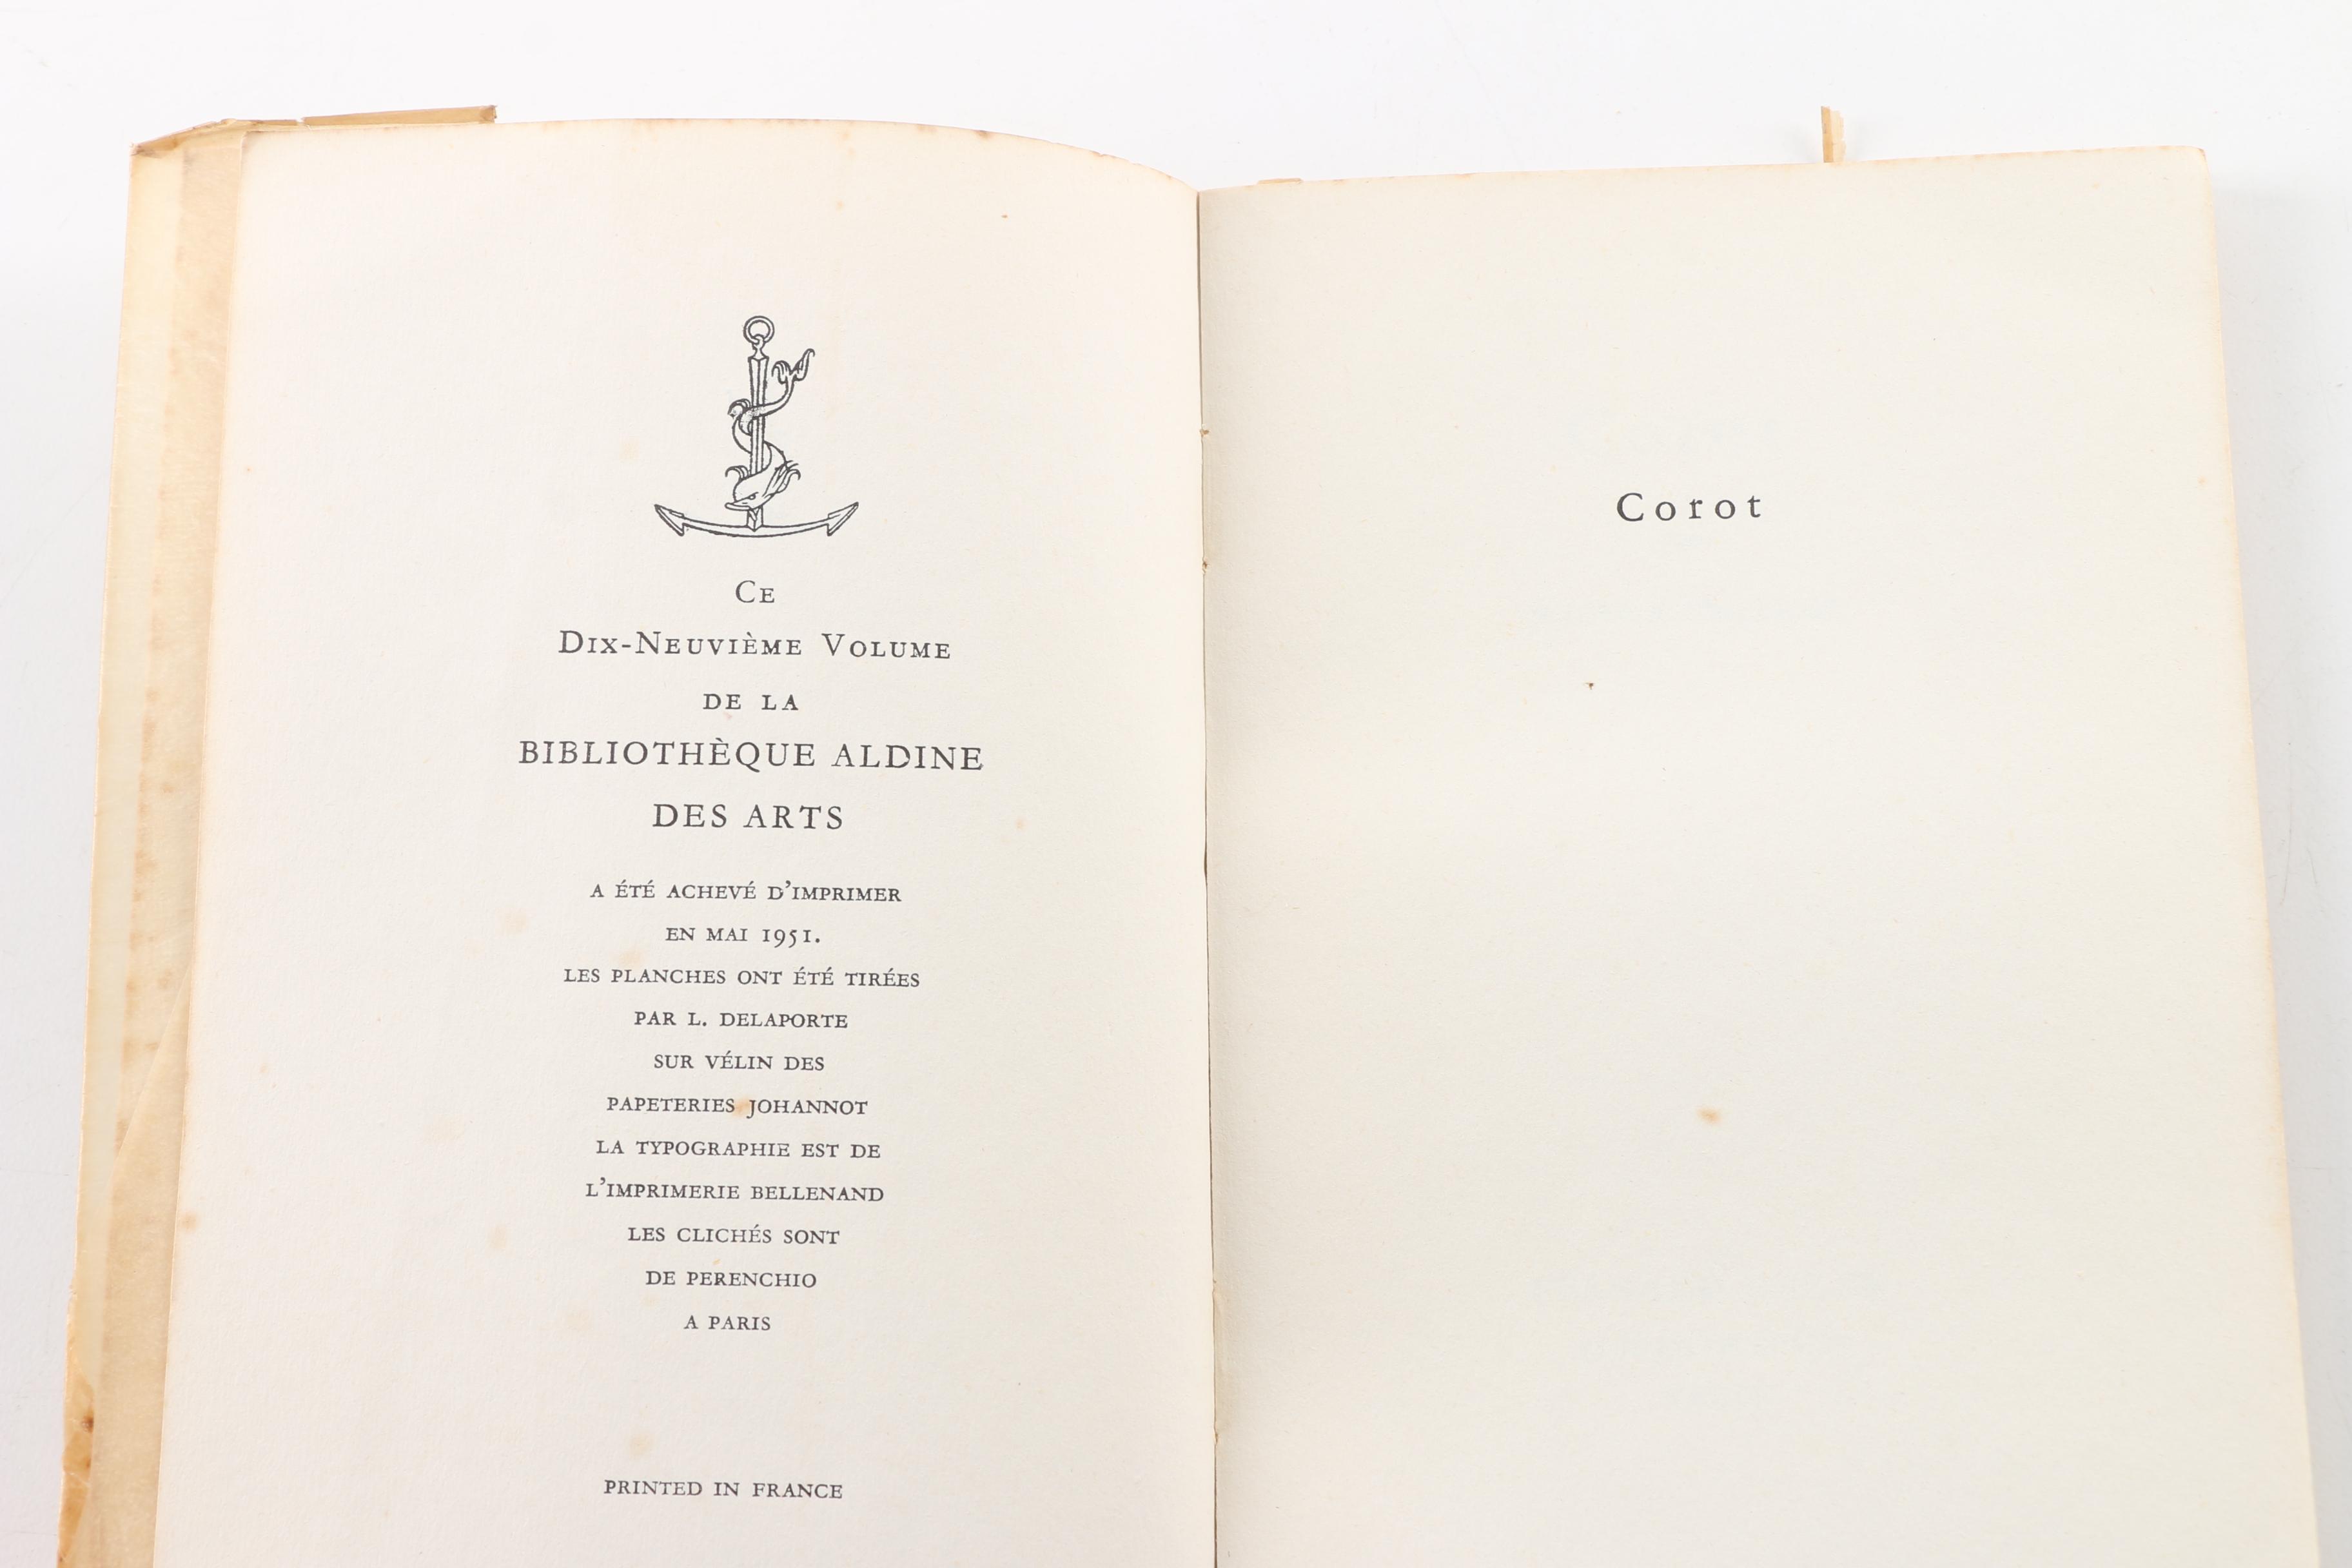 Ce
Dix-Neuvième Volume
DE LA
BIBLIOTHÈQUE ALDINE
DES ARTS
A ÉTÉ ACHEVÉ D'IMPRIMER
EN MAI 1951.
LES PLANCHES ONT ÉTÉ TIRÉES
PAR L. DELAPORTE
SUR VÉLIN DES
PAPETERIES JOHANNOT
LA TYPOGRAPHIE EST DE
L'IMPRIMERIE BELLENAND
LES CLICHÉS SONT
DE PERENCHIO
A PARIS
PRINTED IN FRANCE
Corot